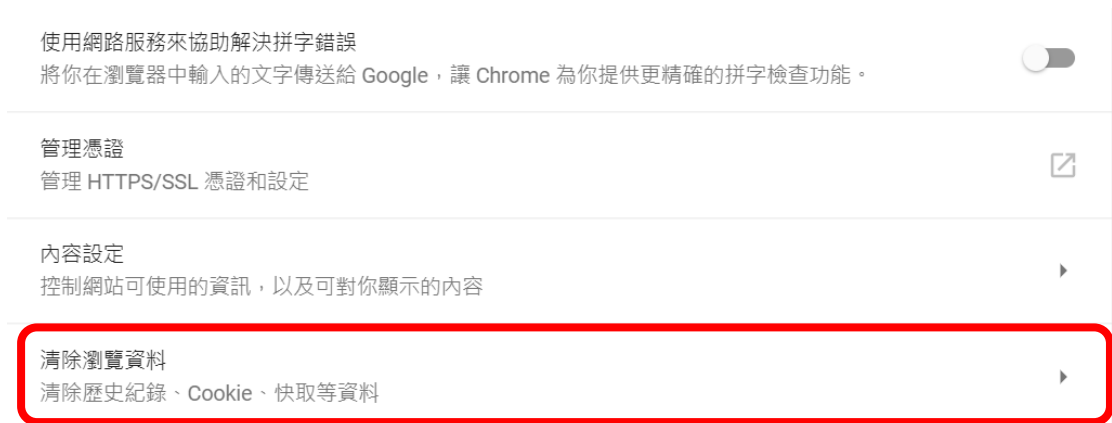 使用網路服務來協助解決拼字錯誤
將你在瀏覽器中輸入的文字傳送給 Google，讓 Chrome 為你提供更精確的拼字檢查功能。
管理憑證
管理 HTTPS/SSL 憑證和設定
內容設定
控制網站可使用的資訊，以及可對你顯示的內容
清除瀏覽資料
清除歷史紀錄、Cookie、快取等資料